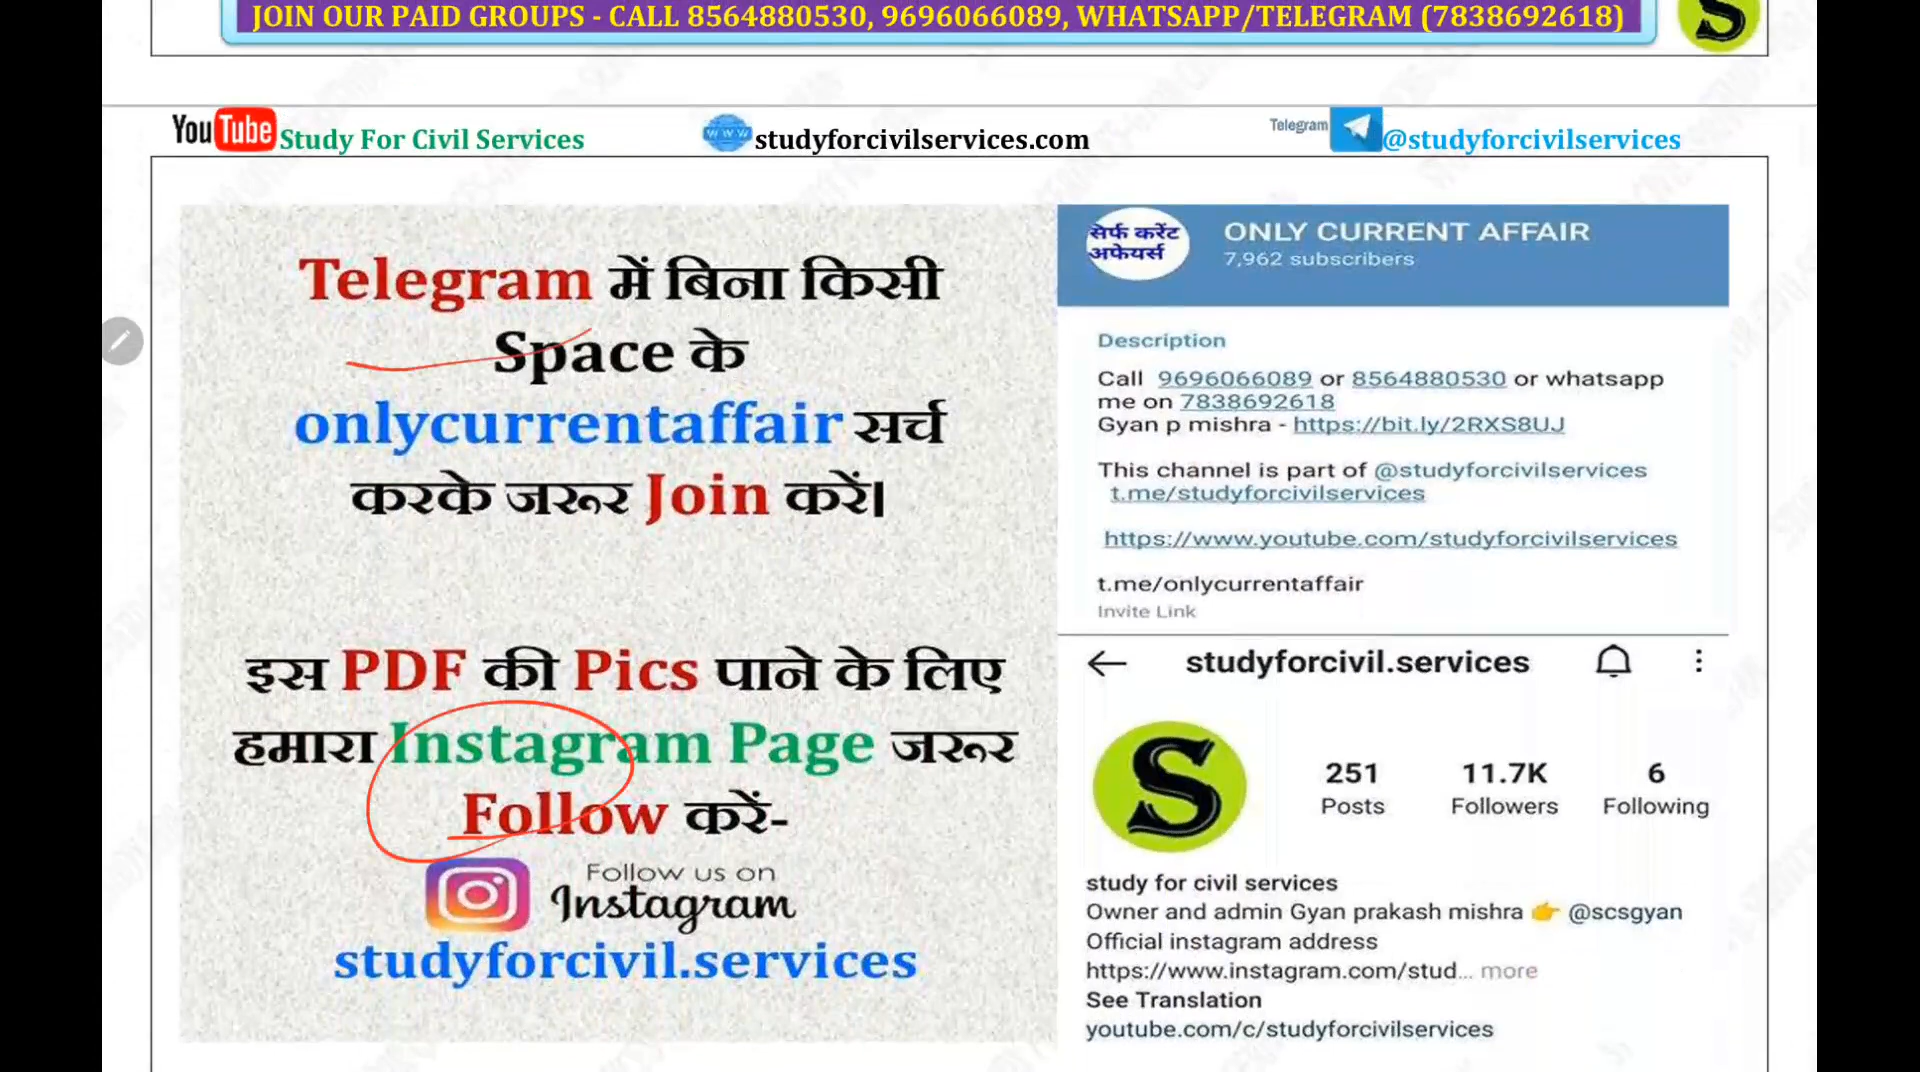 JOIN OUR PAID GROUPS - CALL 8564880530, 9696066089, WHATSAPP/TELEGRAM (7838692618)
S
YouTube Study For Civil Services
www studyforcivilservices.com
Telegram @studyforcivilservices
Telegram में बिना किसी
Space के
onlycurrentaffair सर्च
करके जरूर Join करें।
इस PDF की Pics पाने के लिए
हमारा Instagram Page जरूर
Follow करें-
Follow us on
Instagram
studyforcivil.services
सिर्फ करेंट
अफेयर्स
ONLY CURRENT AFFAIR
7,962 subscribers
Description
Call 9696066089 or 8564880530 or whatsapp
me on 7838692618
Gyan p mishra - https://bit.ly/2RXS8UJ
This channel is part of @studyforcivilservices
t.me/studyforcivilservices
https://www.youtube.com/studyforcivilservices
t.me/onlycurrentaffair
Invite Link
studyforcivil.services
S
251 11.7K 6
Posts Followers Following
study for civil services
Owner and admin Gyan prakash mishra 👉 @scsgyan
Official instagram address
https://www.instagram.com/stud... more
See Translation
youtube.com/c/studyforcivilservices